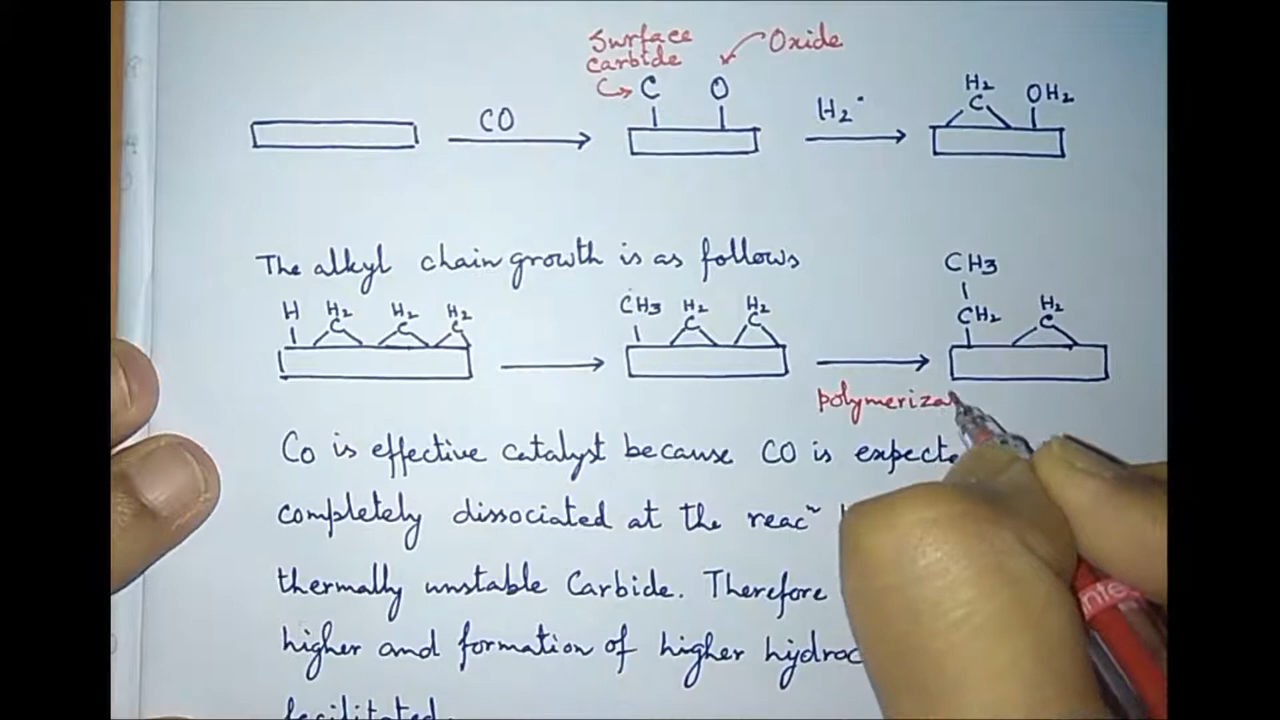 Surface
carbide
Oxide
C O
CO
H2
H2
C
OH2
The alkyl chain growth is as follows
H H2 H2 H2
C C C
CH3 H2 H2
C C
CH3
CH2 H2
C
polymeriza
Co is effective catalyst because CO is expecte
completely dissociated at the reac~
thermally unstable Carbide. Therefore
higher and formation of higher hydroc
facilitated.